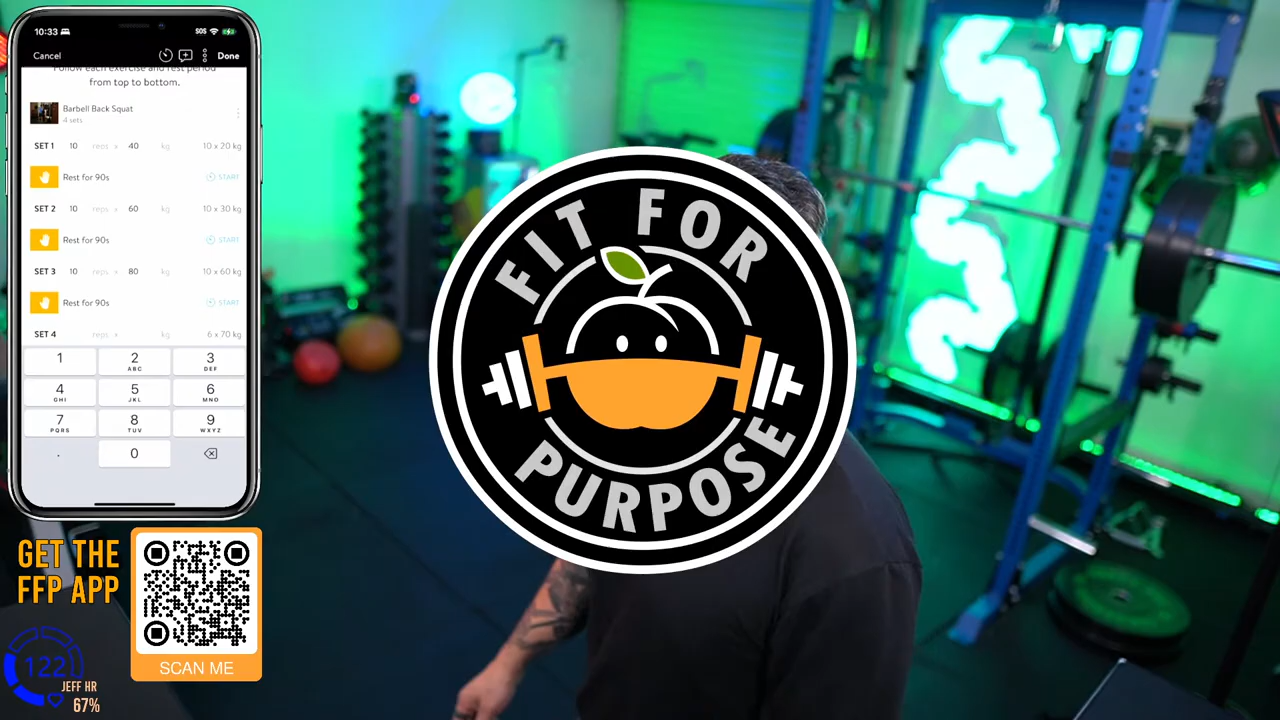 10:33
SOS
Cancel
Done
Follow each exercise and rest period
from top to bottom.
Barbell Back Squat
4 sets
SET 1 10 reps x 40 kg 10 x 20 kg
Rest for 90s START
SET 2 10 reps x 60 kg 10 x 30 kg
Rest for 90s START
SET 3 10 reps x 80 kg 10 x 60 kg
Rest for 90s START
SET 4 reps x kg 6 x 70 kg
1 2 3
ABC DEF
4 5 6
GHI JKL MNO
7 8 9
PQRS TUV WXYZ
. 0
GET THE
FFP APP
SCAN ME
122
JEFF HR
67%
FIT FOR
PURPOSE